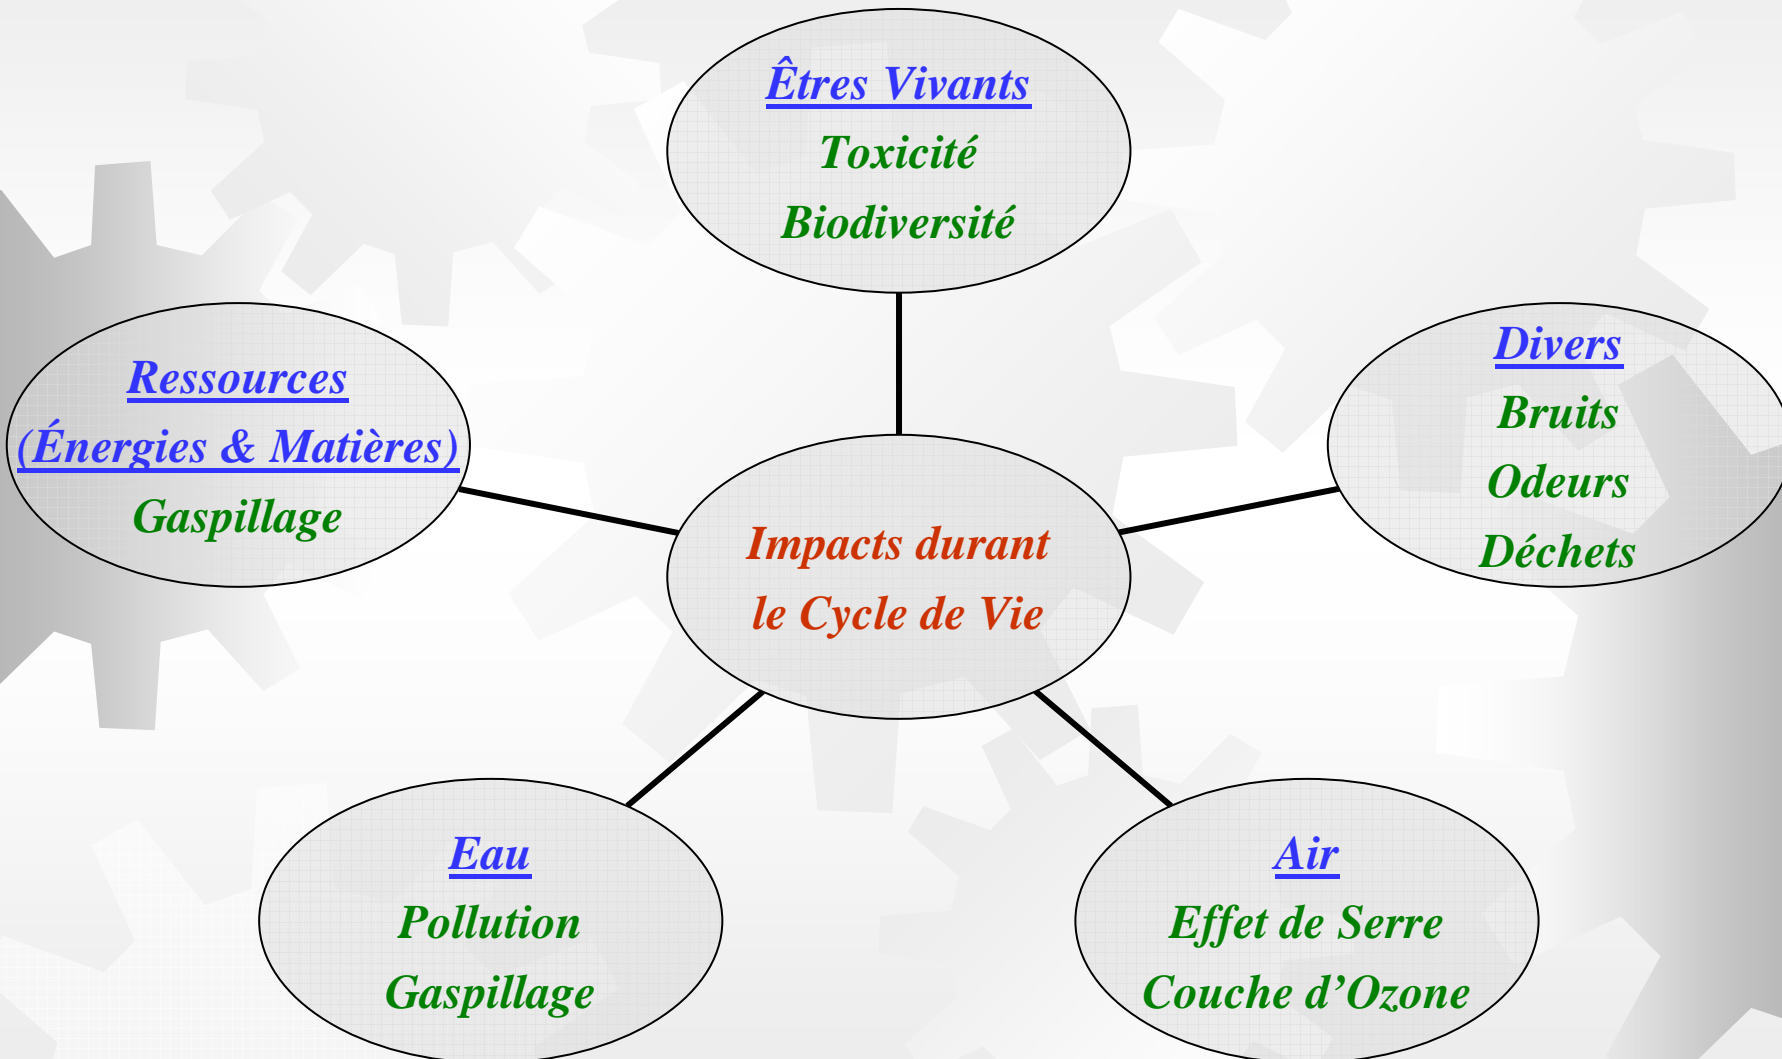 Êtres Vivants
Toxicité
Biodiversité
Ressources
(Énergies & Matières)
Gaspillage
Divers
Bruits
Odeurs
Déchets
Impacts durant
le Cycle de Vie
Eau
Pollution
Gaspillage
Air
Effet de Serre
Couche d’Ozone